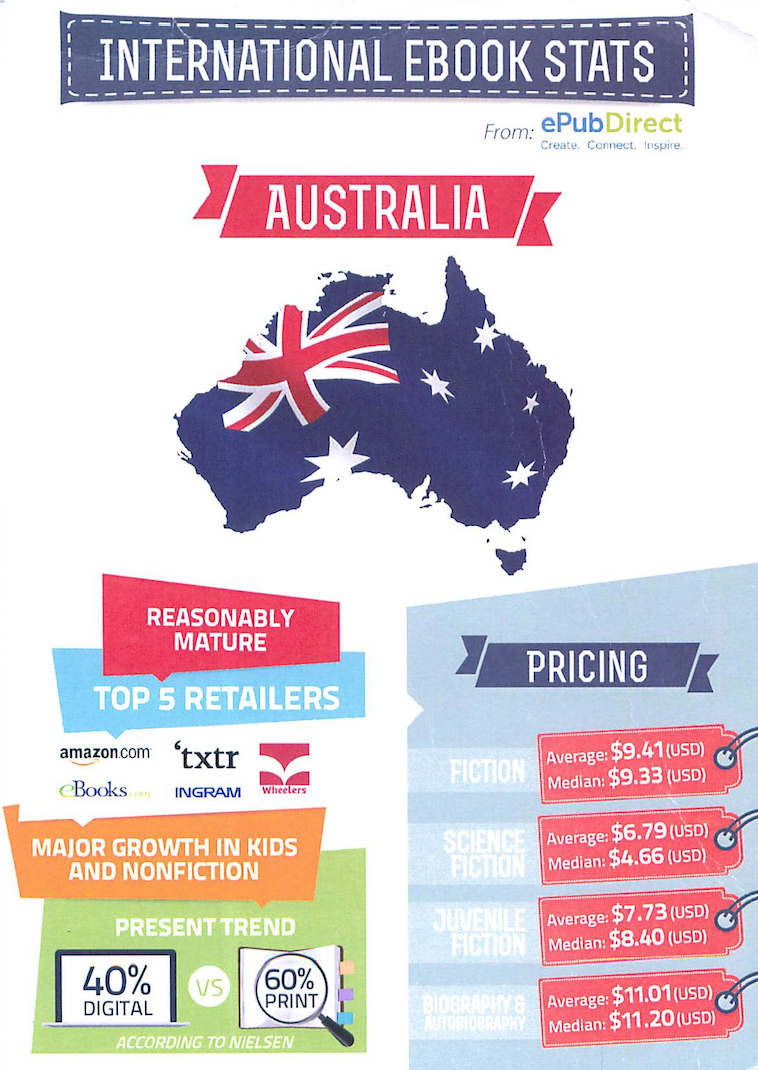 INTERNATIONAL EBOOK STATS
From: ePubDirect
Create. Connect. Inspire.
AUSTRALIA
REASONABLY
MATURE
TOP 5 RETAILERS
amazon.com
'txtr
eBooks.com
INGRAM
Wheelers
MAJOR GROWTH IN KIDS
AND NONFICTION
PRESENT TREND
40%
DIGITAL
VS
60%
PRINT
ACCORDING TO NIELSEN
PRICING
FICTION
Average: $9.41 (USD)
Median: $9.33 (USD)
SCIENCE
FICTION
Average: $6.79 (USD)
Median: $4.66 (USD)
JUVENILE
FICTION
Average: $7.73 (USD)
Median: $8.40 (USD)
BIOGRAPHY &
AUTOBIOGRAPHY
Average: $11.01 (USD)
Median: $11.20 (USD)